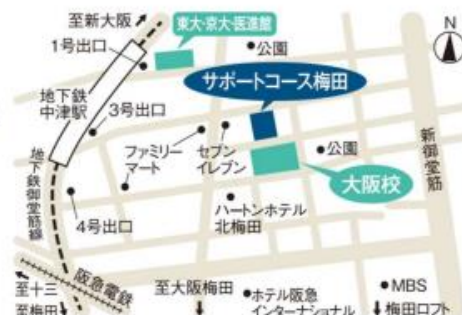 至新大阪
東大・京大・医進館
N
1号出口
公園
サポートコース梅田
地下鉄
中津駅
3号出口
ファミリー
マート
セブン
イレブン
公園
新御堂筋
地下鉄御堂筋線
大阪校
4号出口
ハートンホテル
北梅田
阪急電鉄
至十三
至梅田
至大阪梅田
ホテル阪急
インターナショナル
MBS
梅田ロフト